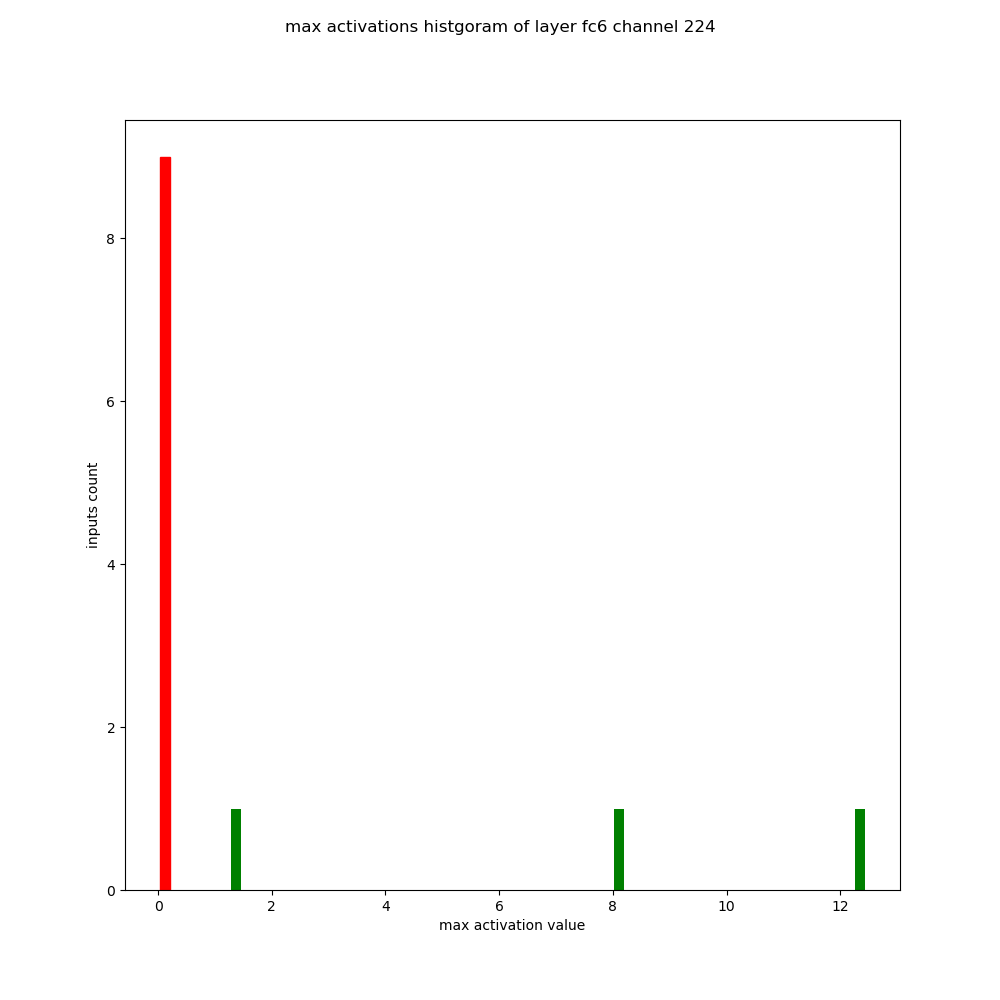 max activations histgoram of layer fc6 channel 224
8
6
4
2
0
inputs count
0 2 4 6 8 10 12
max activation value